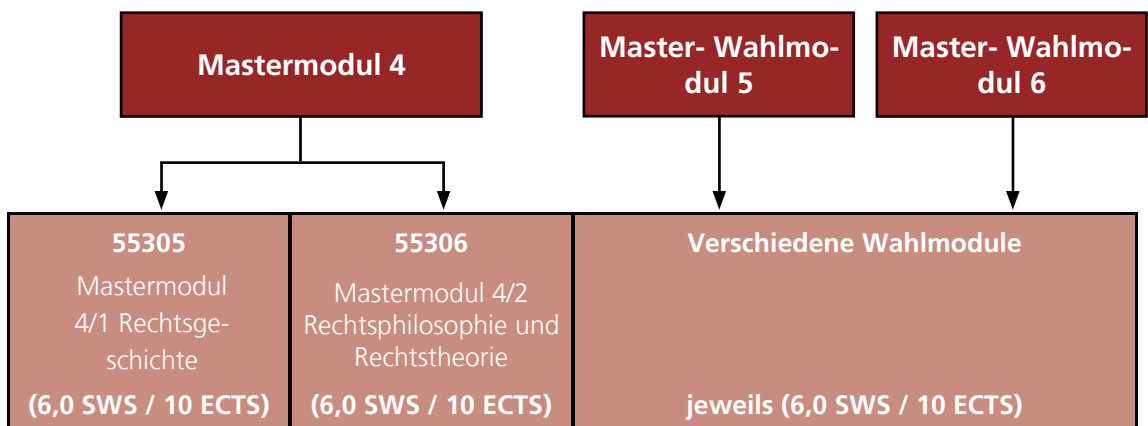 Mastermodul 4
Master- Wahlmo-
dul 5
Master- Wahlmo-
dul 6
55305
Mastermodul
4/1 Rechtsge-
schichte
(6,0 SWS / 10 ECTS)
55306
Mastermodul 4/2
Rechtsphilosophie und
Rechtstheorie
(6,0 SWS / 10 ECTS)
Verschiedene Wahlmodule
jeweils (6,0 SWS / 10 ECTS)